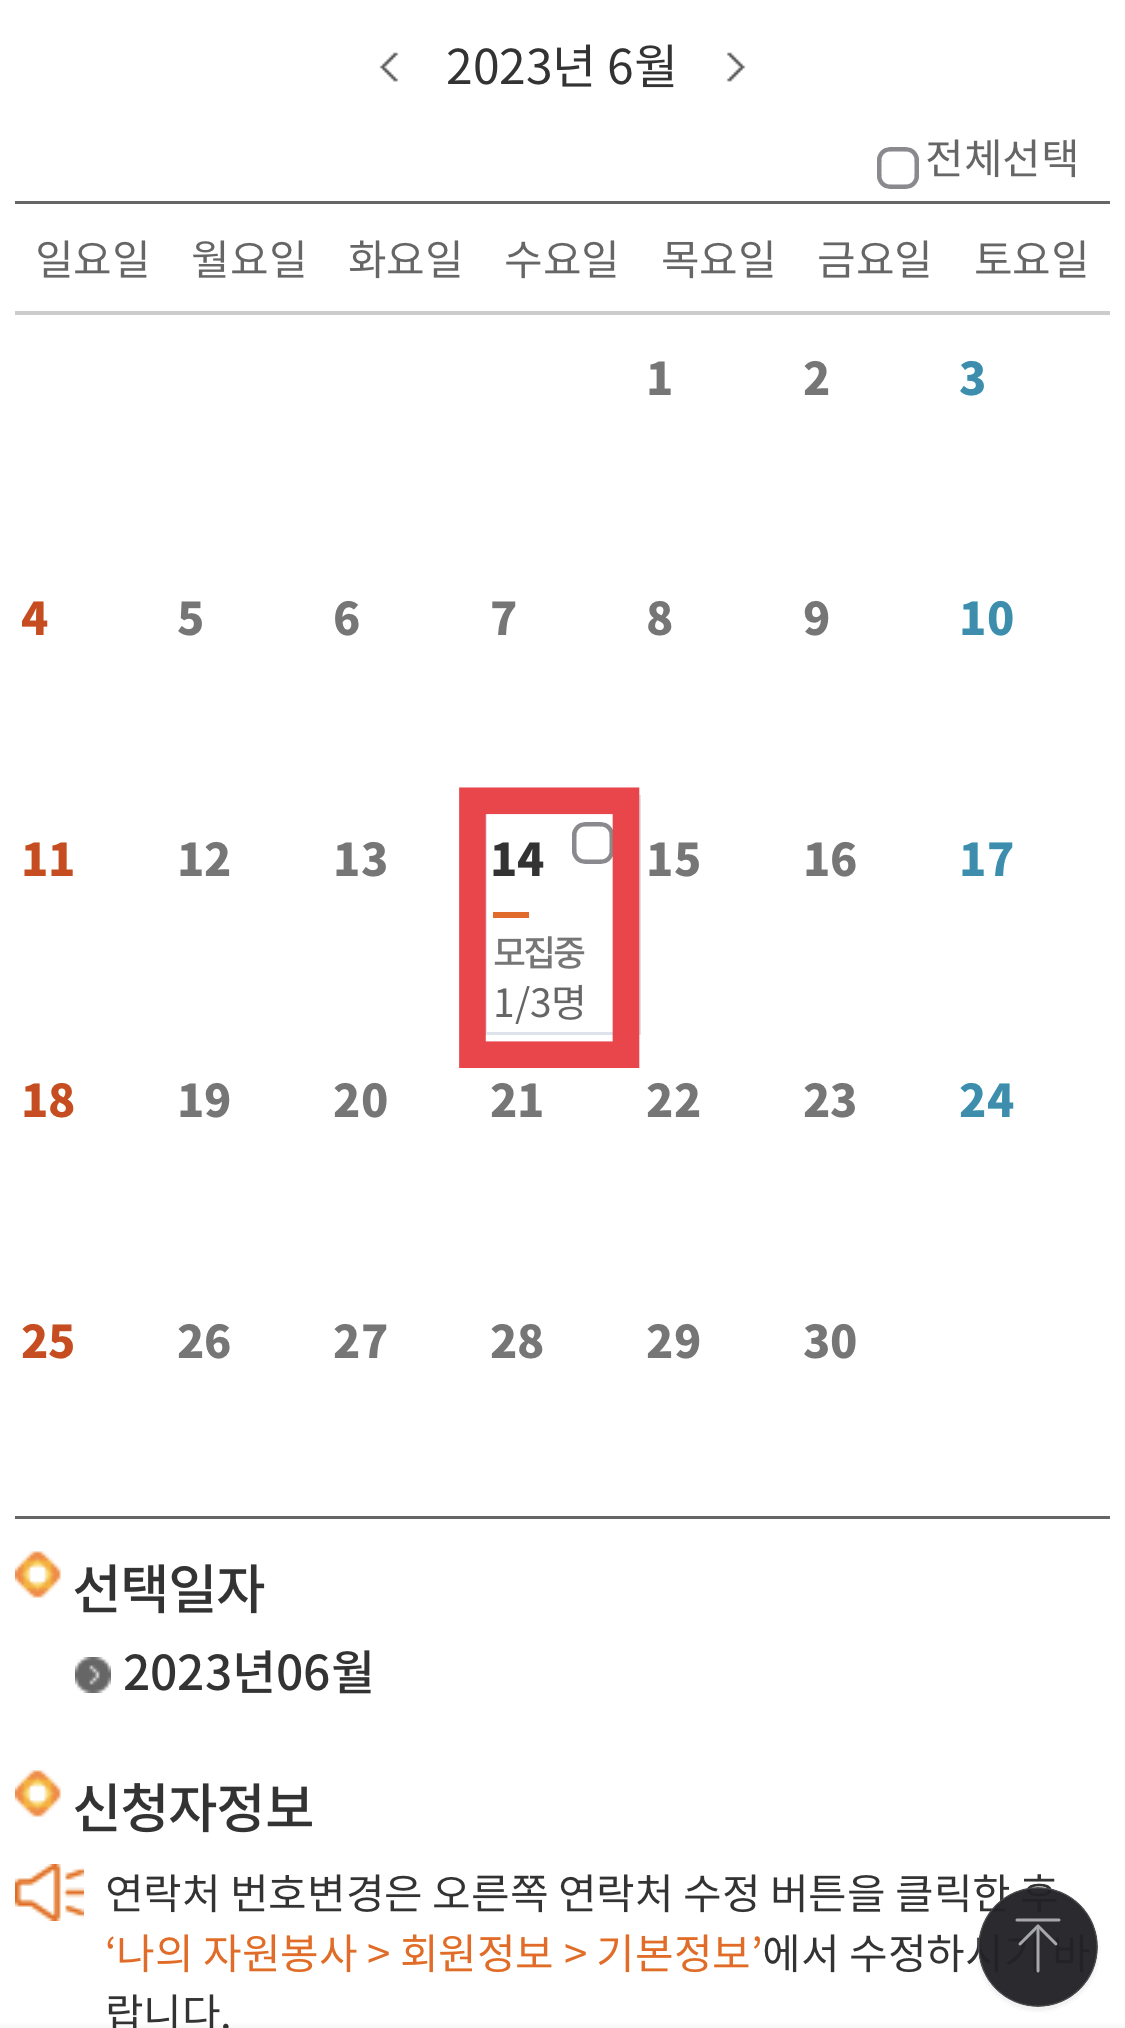 2023년 6월
전체선택
일요일 월요일 화요일 수요일 목요일 금요일 토요일
1 2 3
4 5 6 7 8 9 10
11 12 13 14 15 16 17
모집중
1/3명
18 19 20 21 22 23 24
25 26 27 28 29 30
선택일자
2023년06월
신청자정보
연락처 번호변경은 오른쪽 연락처 수정 버튼을 클릭한 후
‘나의 자원봉사 > 회원정보 > 기본정보’에서 수정하시기 바
랍니다.